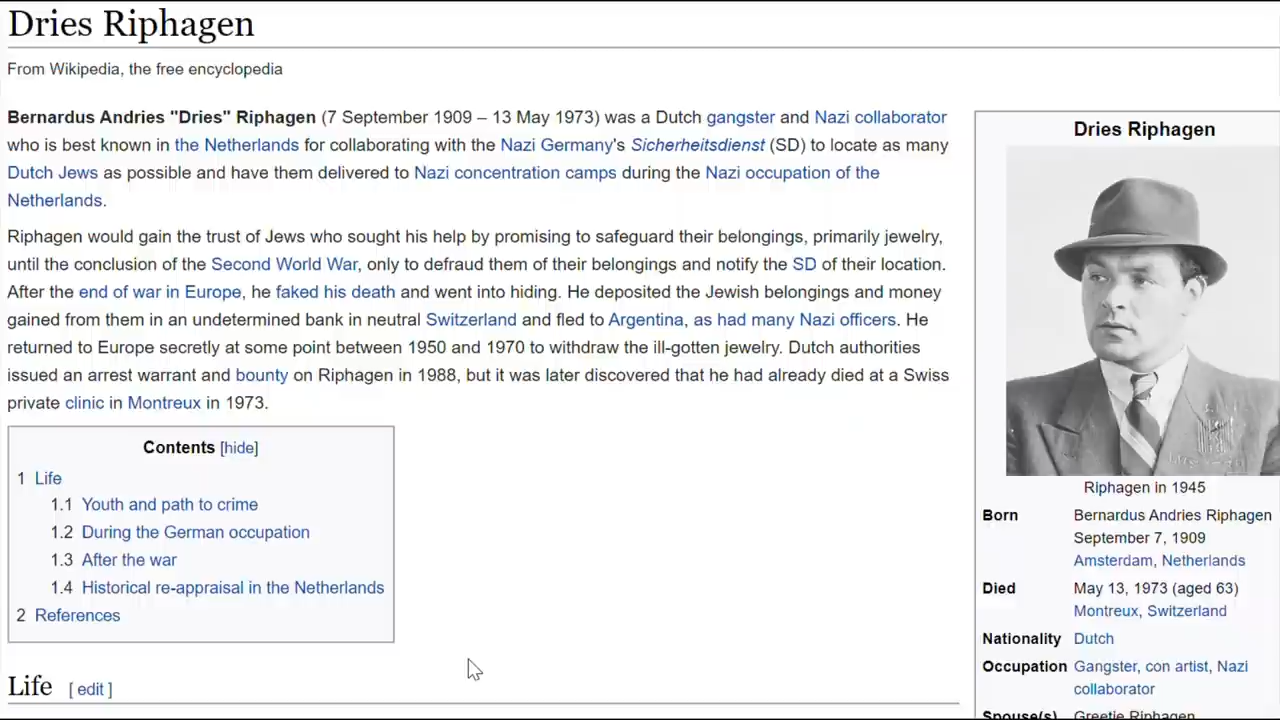 Dries Riphagen
From Wikipedia, the free encyclopedia
Bernardus Andries "Dries" Riphagen (7 September 1909 – 13 May 1973) was a Dutch gangster and Nazi collaborator
who is best known in the Netherlands for collaborating with the Nazi Germany's Sicherheitsdienst (SD) to locate as many
Dutch Jews as possible and have them delivered to Nazi concentration camps during the Nazi occupation of the
Netherlands.
Riphagen would gain the trust of Jews who sought his help by promising to safeguard their belongings, primarily jewelry,
until the conclusion of the Second World War, only to defraud them of their belongings and notify the SD of their location.
After the end of war in Europe, he faked his death and went into hiding. He deposited the Jewish belongings and money
gained from them in an undetermined bank in neutral Switzerland and fled to Argentina, as had many Nazi officers. He
returned to Europe secretly at some point between 1950 and 1970 to withdraw the ill-gotten jewelry. Dutch authorities
issued an arrest warrant and bounty on Riphagen in 1988, but it was later discovered that he had already died at a Swiss
private clinic in Montreux in 1973.
Contents [hide]
1 Life
1.1 Youth and path to crime
1.2 During the German occupation
1.3 After the war
1.4 Historical re-appraisal in the Netherlands
2 References
Life [ edit ]
Dries Riphagen
Riphagen in 1945
Born Bernardus Andries Riphagen
September 7, 1909
Amsterdam, Netherlands
Died May 13, 1973 (aged 63)
Montreux, Switzerland
Nationality Dutch
Occupation Gangster, con artist, Nazi
collaborator
Spouse(s) Greetje Riphagen